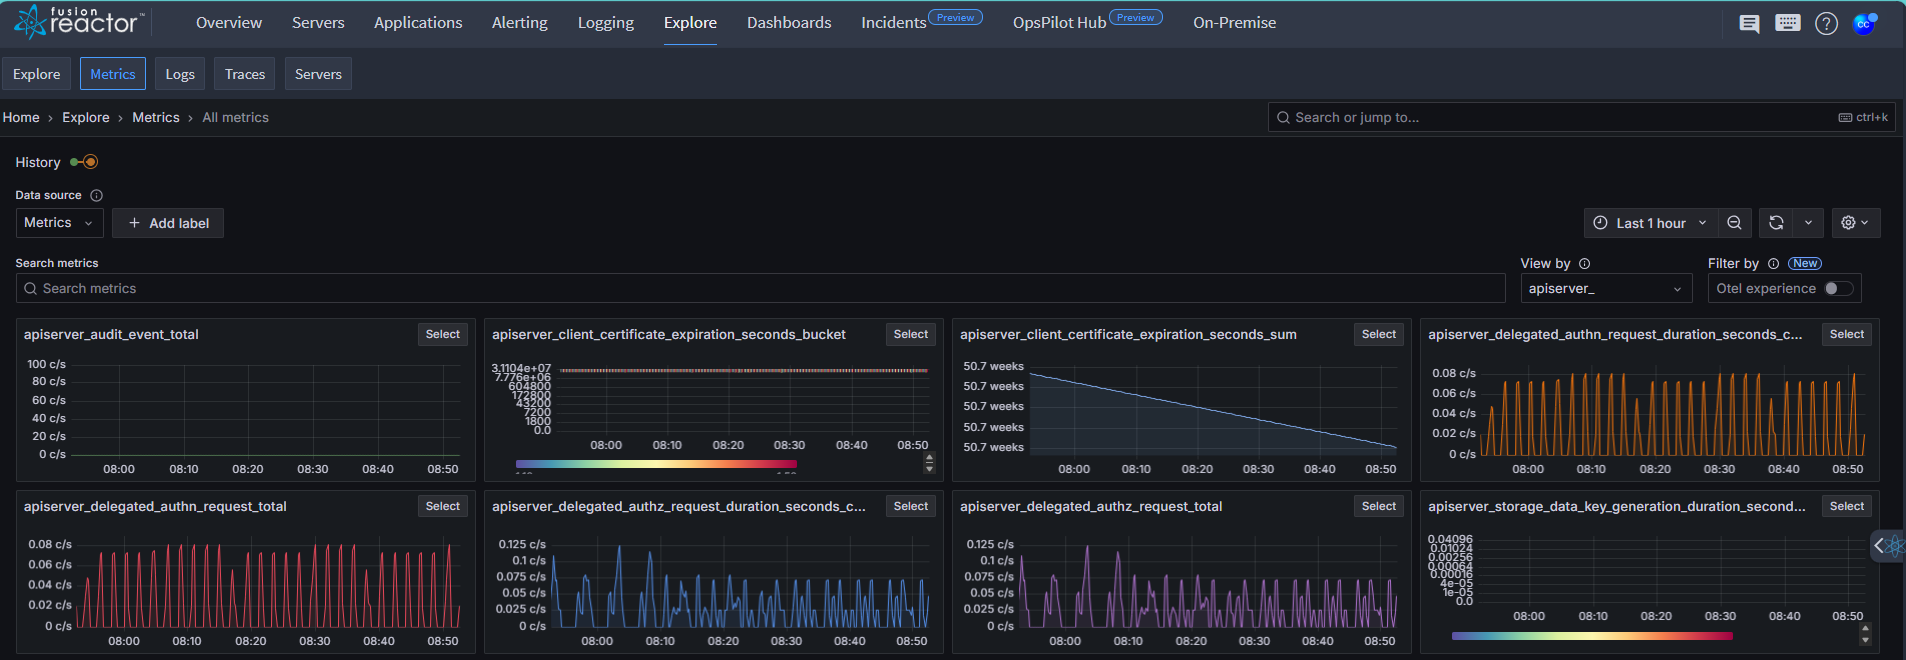 fusion reactor™ Overview Servers Applications Alerting Logging Explore Dashboards Incidents Preview OpsPilot Hub Preview On-Premise CC
Explore Metrics Logs Traces Servers
Home › Explore › Metrics › All metrics Search or jump to... ctrl+k
History
Data source
Metrics + Add label Last 1 hour
Search metrics View by Filter by New
Search metrics apiserver_ Otel experience
apiserver_audit_event_total Select
100 c/s
80 c/s
60 c/s
40 c/s
20 c/s
0 c/s
08:00 08:10 08:20 08:30 08:40 08:50
apiserver_client_certificate_expiration_seconds_bucket Select
3.1104e+07
7.776e+06
604800
172800
43200
7200
1800
0.0
08:00 08:10 08:20 08:30 08:40 08:50
apiserver_client_certificate_expiration_seconds_sum Select
50.7 weeks
50.7 weeks
50.7 weeks
50.7 weeks
50.7 weeks
08:00 08:10 08:20 08:30 08:40 08:50
apiserver_delegated_authn_request_duration_seconds_c... Select
0.08 c/s
0.06 c/s
0.04 c/s
0.02 c/s
0 c/s
08:00 08:10 08:20 08:30 08:40 08:50
apiserver_delegated_authn_request_total Select
0.08 c/s
0.06 c/s
0.04 c/s
0.02 c/s
0 c/s
08:00 08:10 08:20 08:30 08:40 08:50
apiserver_delegated_authz_request_duration_seconds_c... Select
0.125 c/s
0.1 c/s
0.075 c/s
0.05 c/s
0.025 c/s
0 c/s
08:00 08:10 08:20 08:30 08:40 08:50
apiserver_delegated_authz_request_total Select
0.125 c/s
0.1 c/s
0.075 c/s
0.05 c/s
0.025 c/s
0 c/s
08:00 08:10 08:20 08:30 08:40 08:50
apiserver_storage_data_key_generation_duration_second... Select
0.04096
0.01024
0.00256
0.00064
0.00016
4e-05
1e-05
0.0
08:00 08:10 08:20 08:30 08:40 08:50